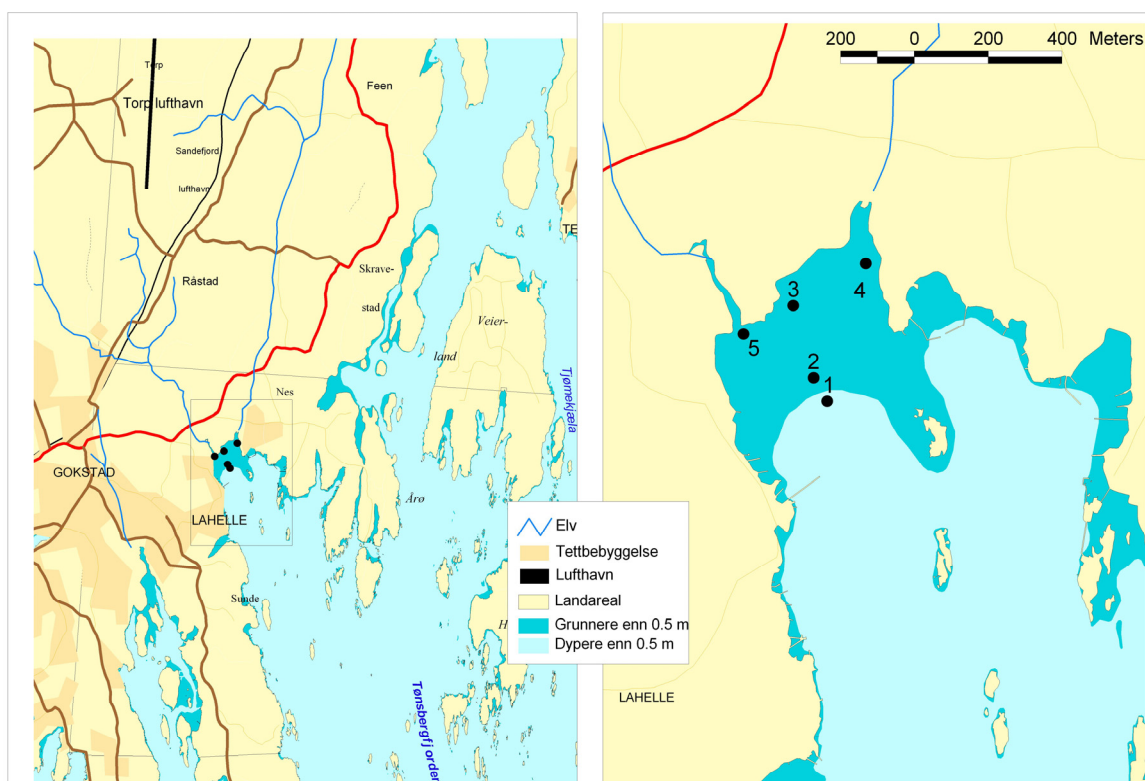 Feen
Torp
Torp lufthavn
Sandefjord
lufthavn
TE
Skrave-
stad
Råstad
Veier-
land
Nes
Tjømekjæla
GOKSTAD
Årø
LAHELLE
Sunde
H
Tønsbergfjorden
Elv
Tettbebyggelse
Lufthavn
Landareal
Grunnere enn 0.5 m
Dypere enn 0.5 m
200 0 200 400 Meters
3
4
5
2
1
LAHELLE